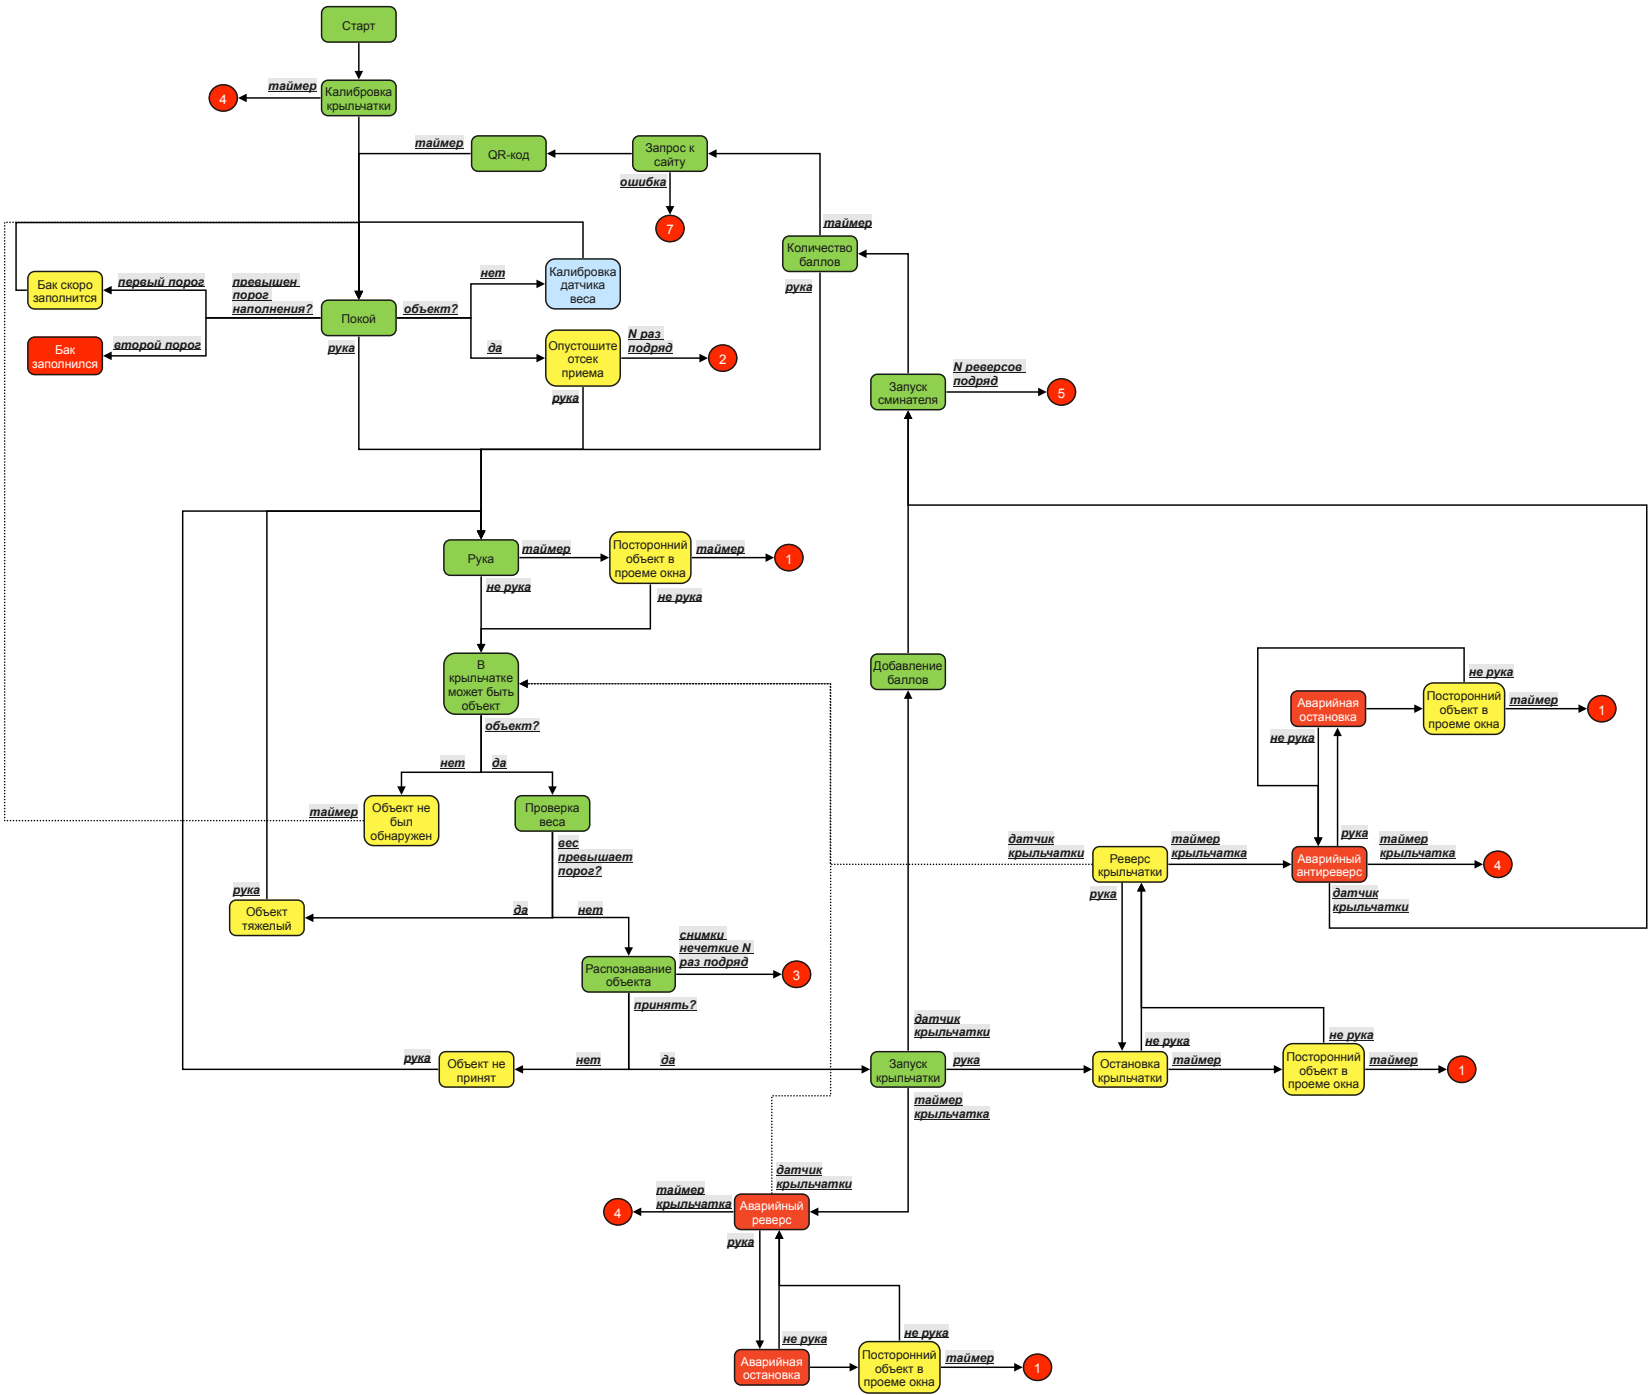 Старт
таймер
4
Калибровка
крыльчатки
таймер
QR-код
Запрос к
сайту
ошибка
7
таймер
Количество
баллов
рука
Бак скоро
заполнится
первый порог
превышен
порог
наполнения?
Покой
объект?
нет
Калибровка
датчика
веса
Бак
заполнился
второй порог
рука
да
Опустошите
отсек
приема
N раз
подряд
2
рука
Запуск
сминателя
N реверсов
подряд
5
Рука
таймер
Посторонний
объект в
проеме окна
таймер
1
не рука
не рука
В
крыльчатке
может быть
объект
объект?
Добавление
баллов
нет
да
таймер
Объект не
был
обнаружен
Проверка
веса
вес
превышает
порог?
Аварийная
остановка
не рука
Посторонний
объект в
проеме окна
не рука
таймер
1
датчик
крыльчатки
Реверс
крыльчатки
таймер
крыльчатка
рука
Аварийный
антиреверс
таймер
крыльчатка
4
рука
датчик
крыльчатки
рука
Объект
тяжелый
да
нет
Распознавание
объекта
снимки
нечеткие N
раз подряд
3
принять?
рука
Объект не
принят
нет
да
датчик
крыльчатки
Запуск
крыльчатки
рука
таймер
крыльчатка
Остановка
крыльчатки
не рука
таймер
Посторонний
объект в
проеме окна
не рука
таймер
1
датчик
крыльчатки
4
таймер
крыльчатка
Аварийный
реверс
рука
Аварийная
остановка
не рука
Посторонний
объект в
проеме окна
не рука
таймер
1